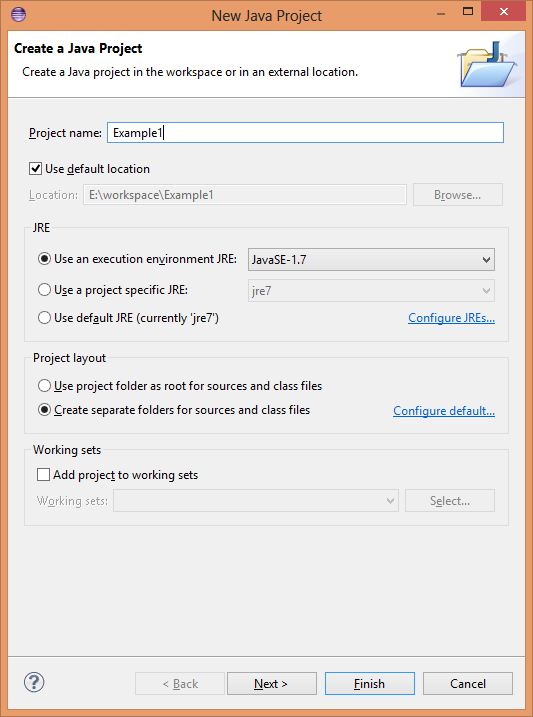 New Java Project
Create a Java Project
Create a Java project in the workspace or in an external location.
Project name: Example1
Use default location
Location: E:\workspace\Example1 Browse...
JRE
Use an execution environment JRE: JavaSE-1.7
Use a project specific JRE: jre7
Use default JRE (currently 'jre7') Configure JREs...
Project layout
Use project folder as root for sources and class files
Create separate folders for sources and class files Configure default...
Working sets
Add project to working sets
Working sets: Select...
? < Back Next > Finish Cancel